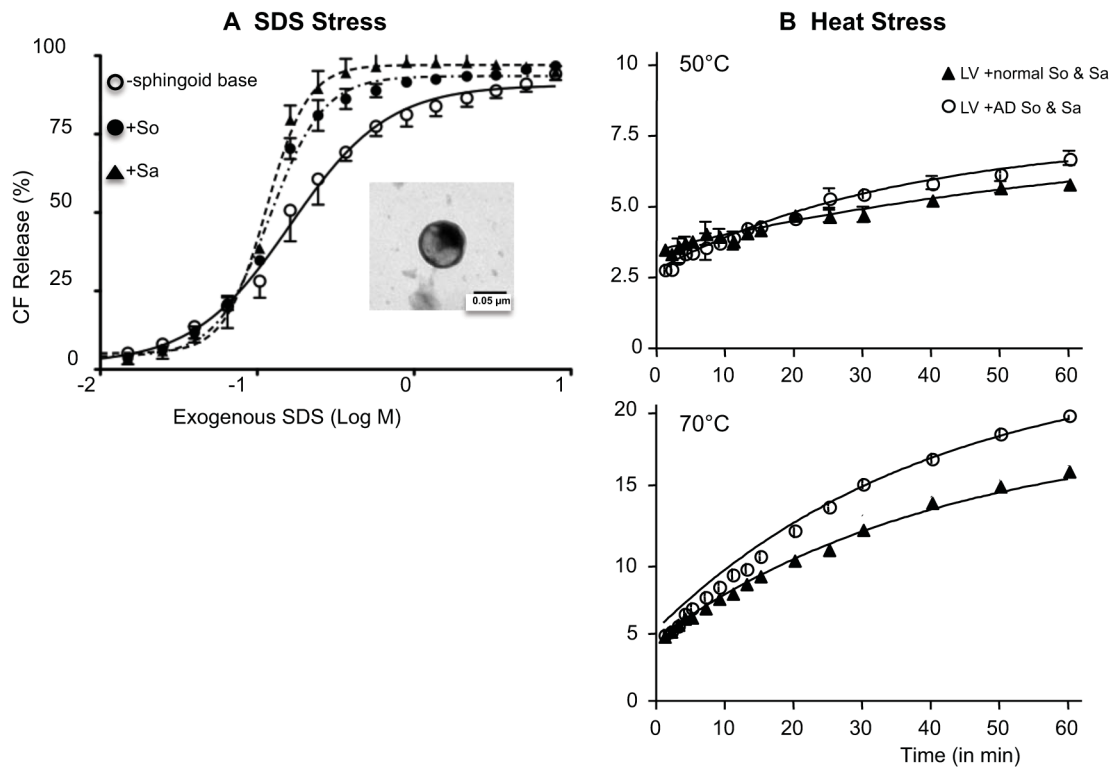 A SDS Stress
100
75
50
25
0
CF Release (%)
-sphingoid base
+So
+Sa
0.05 µm
-2
-1
0
1
Exogenous SDS (Log M)
B Heat Stress
50°C
LV +normal So & Sa
LV +AD So & Sa
10
7.5
5.0
2.5
0
0 10 20 30 40 50 60
70°C
20
15
10
5
0
0 10 20 30 40 50 60
Time (in min)